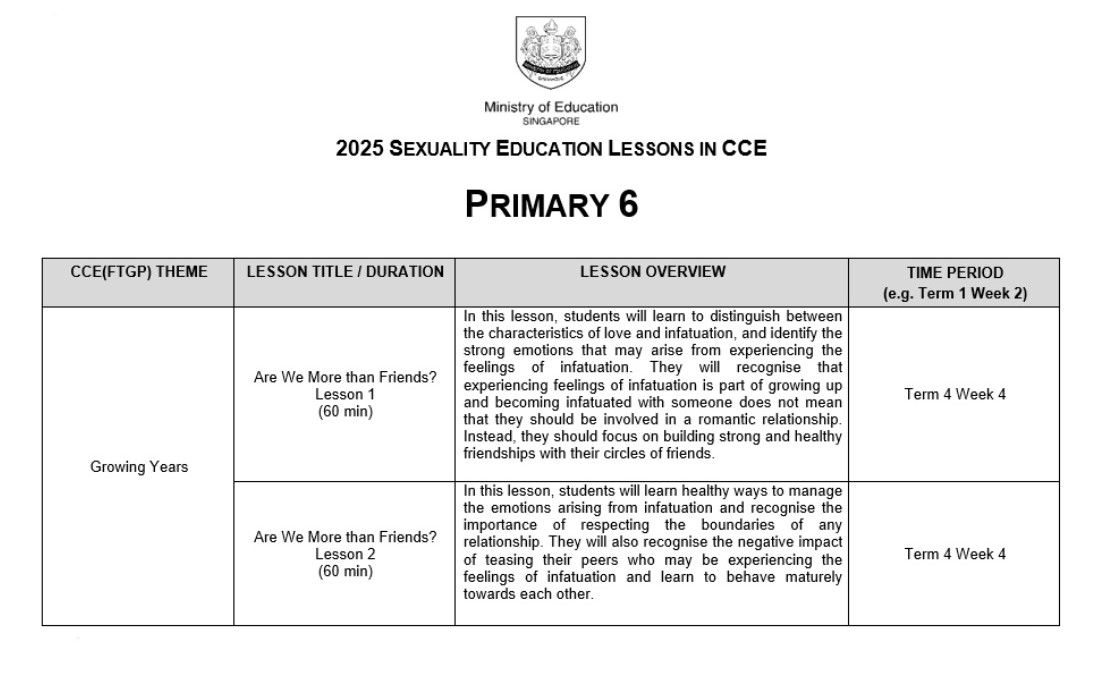 Ministry of Education
SINGAPORE
2025 SEXUALITY EDUCATION LESSONS IN CCE
PRIMARY 6
CCE(FTGP) THEME
LESSON TITLE / DURATION
LESSON OVERVIEW
TIME PERIOD
(e.g. Term 1 Week 2)
Growing Years
Are We More than Friends?
Lesson 1
(60 min)
In this lesson, students will learn to distinguish between
the characteristics of love and infatuation, and identify the
strong emotions that may arise from experiencing the
feelings of infatuation. They will recognise that
experiencing feelings of infatuation is part of growing up
and becoming infatuated with someone does not mean
that they should be involved in a romantic relationship.
Instead, they should focus on building strong and healthy
friendships with their circles of friends.
Term 4 Week 4
Are We More than Friends?
Lesson 2
(60 min)
In this lesson, students will learn healthy ways to manage
the emotions arising from infatuation and recognise the
importance of respecting the boundaries of any
relationship. They will also recognise the negative impact
of teasing their peers who may be experiencing the
feelings of infatuation and learn to behave maturely
towards each other.
Term 4 Week 4